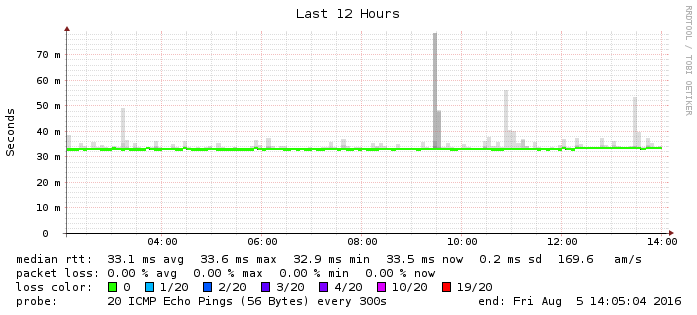 Last 12 Hours
RRDTOOL / TOBI OETIKER
Seconds
70 m
60 m
50 m
40 m
30 m
20 m
10 m
0
04:00 06:00 08:00 10:00 12:00 14:00
median rtt: 33.1 ms avg 33.6 ms max 32.9 ms min 33.5 ms now 0.2 ms sd 169.6 am/s
packet loss: 0.00 % avg 0.00 % max 0.00 % min 0.00 % now
loss color: 0 1/20 2/20 3/20 4/20 10/20 19/20
probe: 20 ICMP Echo Pings (56 Bytes) every 300s end: Fri Aug 5 14:05:04 2016